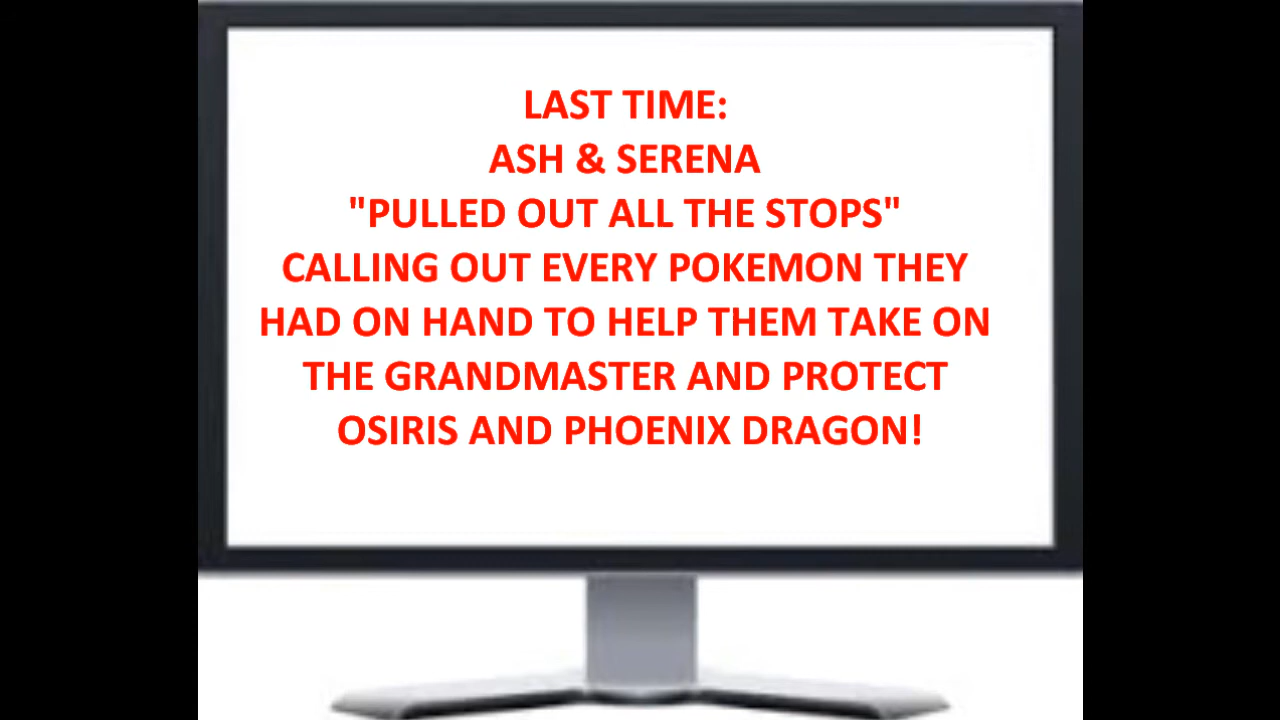 LAST TIME:
ASH & SERENA
"PULLED OUT ALL THE STOPS"
CALLING OUT EVERY POKEMON THEY
HAD ON HAND TO HELP THEM TAKE ON
THE GRANDMASTER AND PROTECT
OSIRIS AND PHOENIX DRAGON!